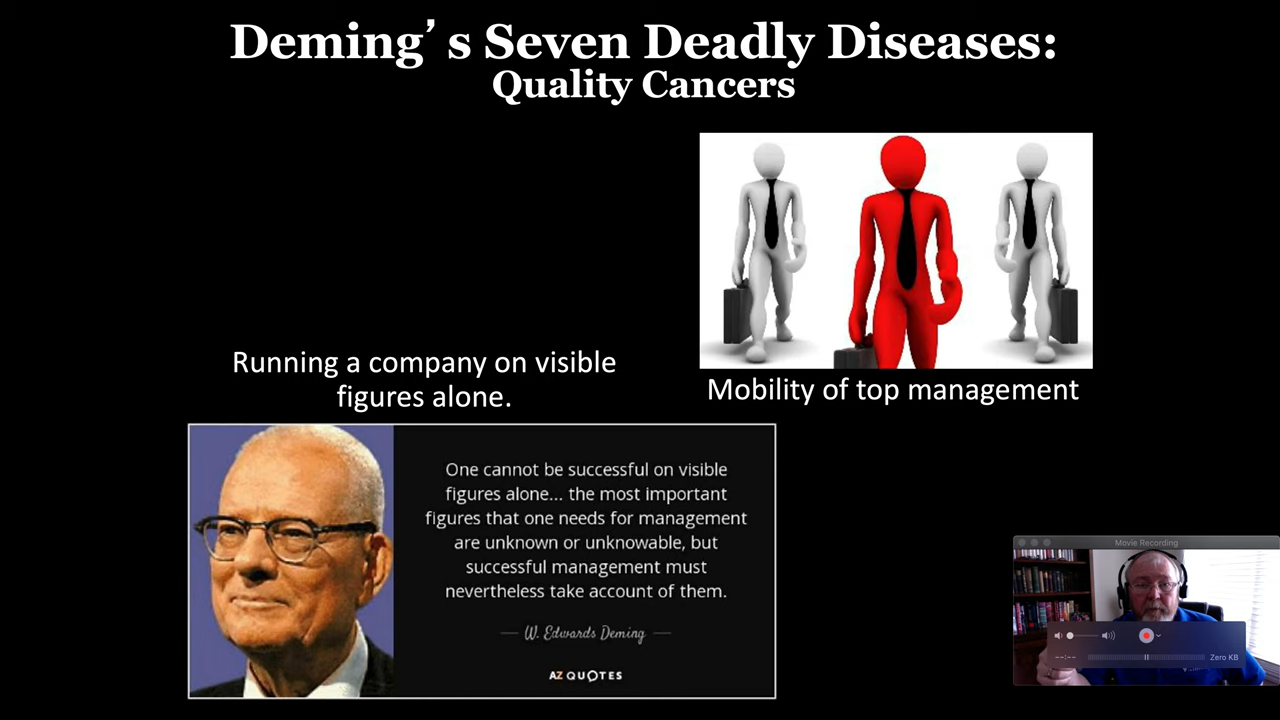 Deming’s Seven Deadly Diseases:
Quality Cancers
Running a company on visible
figures alone.
Mobility of top management
One cannot be successful on visible
figures alone... the most important
figures that one needs for management
are unknown or unknowable, but
successful management must
nevertheless take account of them.
— W. Edwards Deming —
AZ QUOTES
Movie Recording
--:--
Zero KB